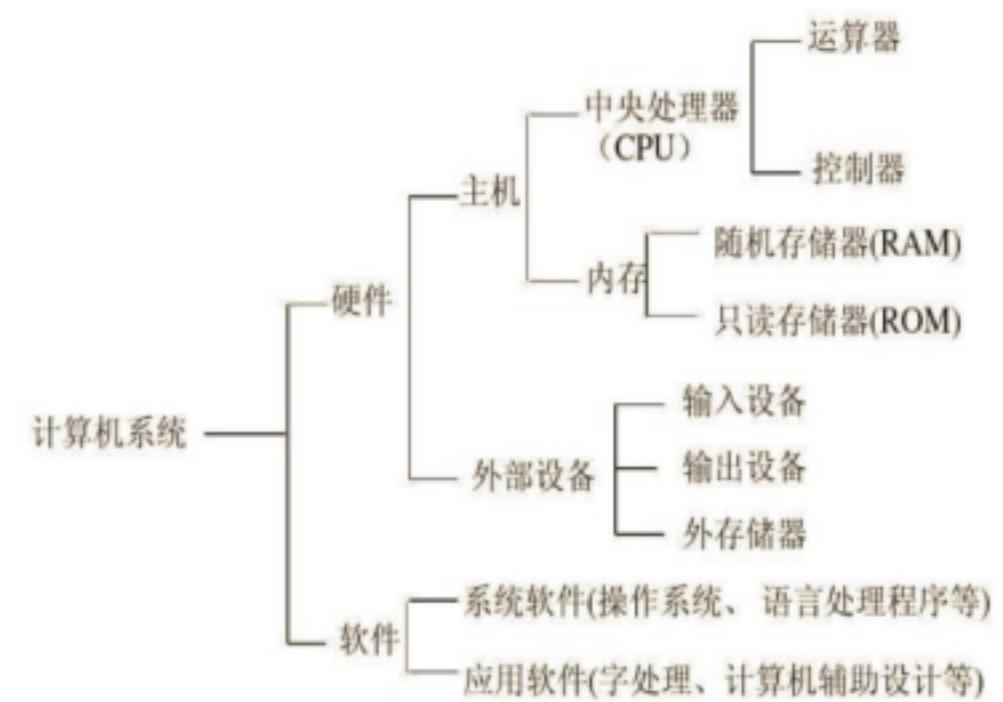 运算器
中央处理器
（CPU）
控制器
主机
随机存储器(RAM)
内存
硬件
只读存储器(ROM)
输入设备
计算机系统
输出设备
外部设备
外存储器
系统软件(操作系统、语言处理程序等)
软件
应用软件(字处理、计算机辅助设计等)